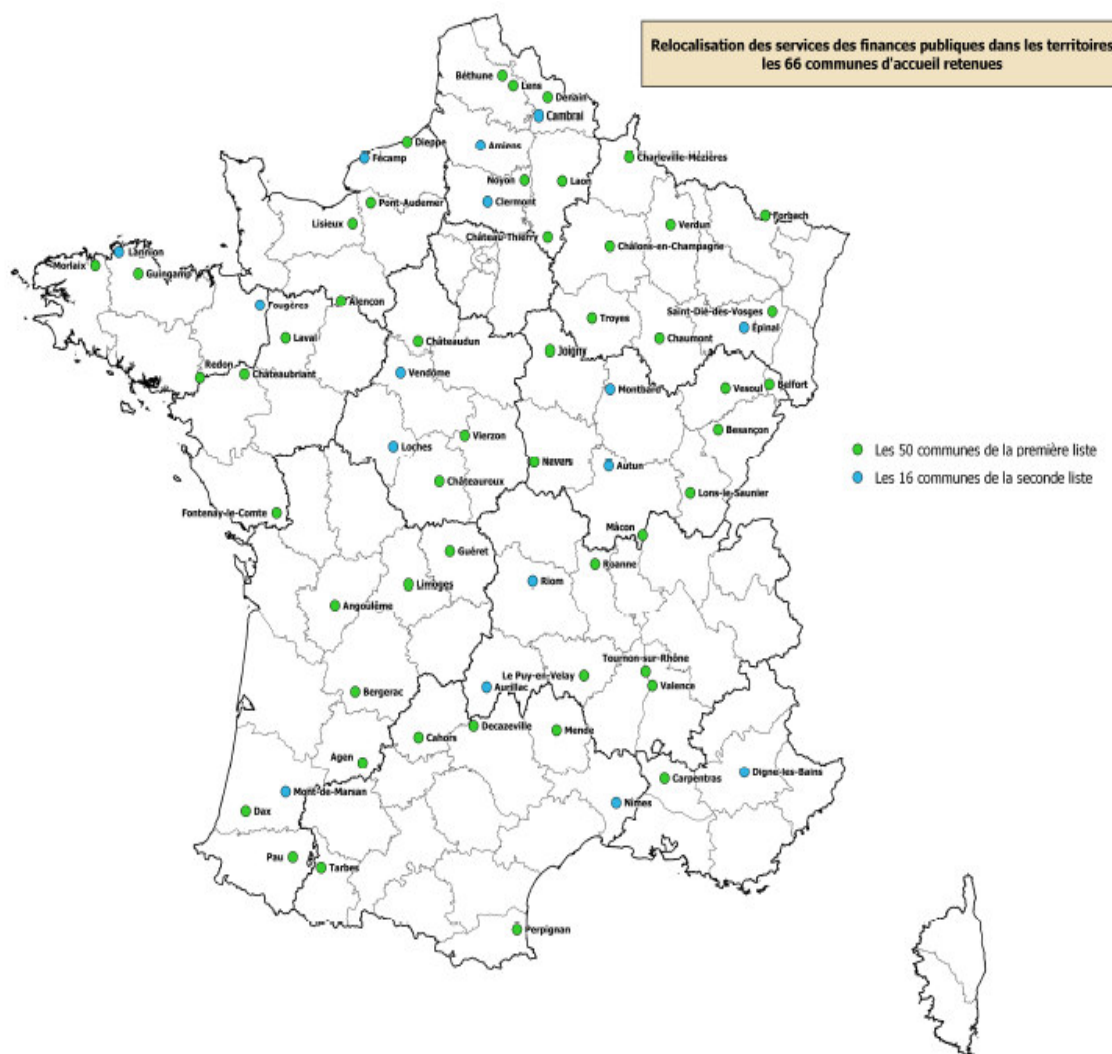 Relocalisation des services des finances publiques dans les territoires
les 66 communes d'accueil retenues
Béthune
Lens
Denain
Cambrai
Dieppe
Amiens
Fécamp
Charleville-Mézières
Noyon
Laon
Clermont
Pont-Audemer
Lisieux
Verdun
Forbach
Château-Thierry
Châlons-en-Champagne
Lannion
Morlaix
Guingamp
Alençon
Fougères
Saint-Dié-des-Vosges
Troyes
Épinal
Laval
Châteaudun
Chaumont
Joigny
Redon
Châteaubriant
Vendôme
Montbard
Vesoul
Belfort
Besançon
Vierzon
Loches
Nevers
Autun
Les 50 communes de la première liste
Les 16 communes de la seconde liste
Châteauroux
Lons-le-Saunier
Fontenay-le-Comte
Mâcon
Guéret
Roanne
Limoges
Riom
Angoulême
Tournon-sur-Rhône
Le Puy-en-Velay
Valence
Aurillac
Bergerac
Decazeville
Mende
Cahors
Agen
Digne-les-Bains
Carpentras
Mont-de-Marsan
Nîmes
Dax
Pau
Tarbes
Perpignan